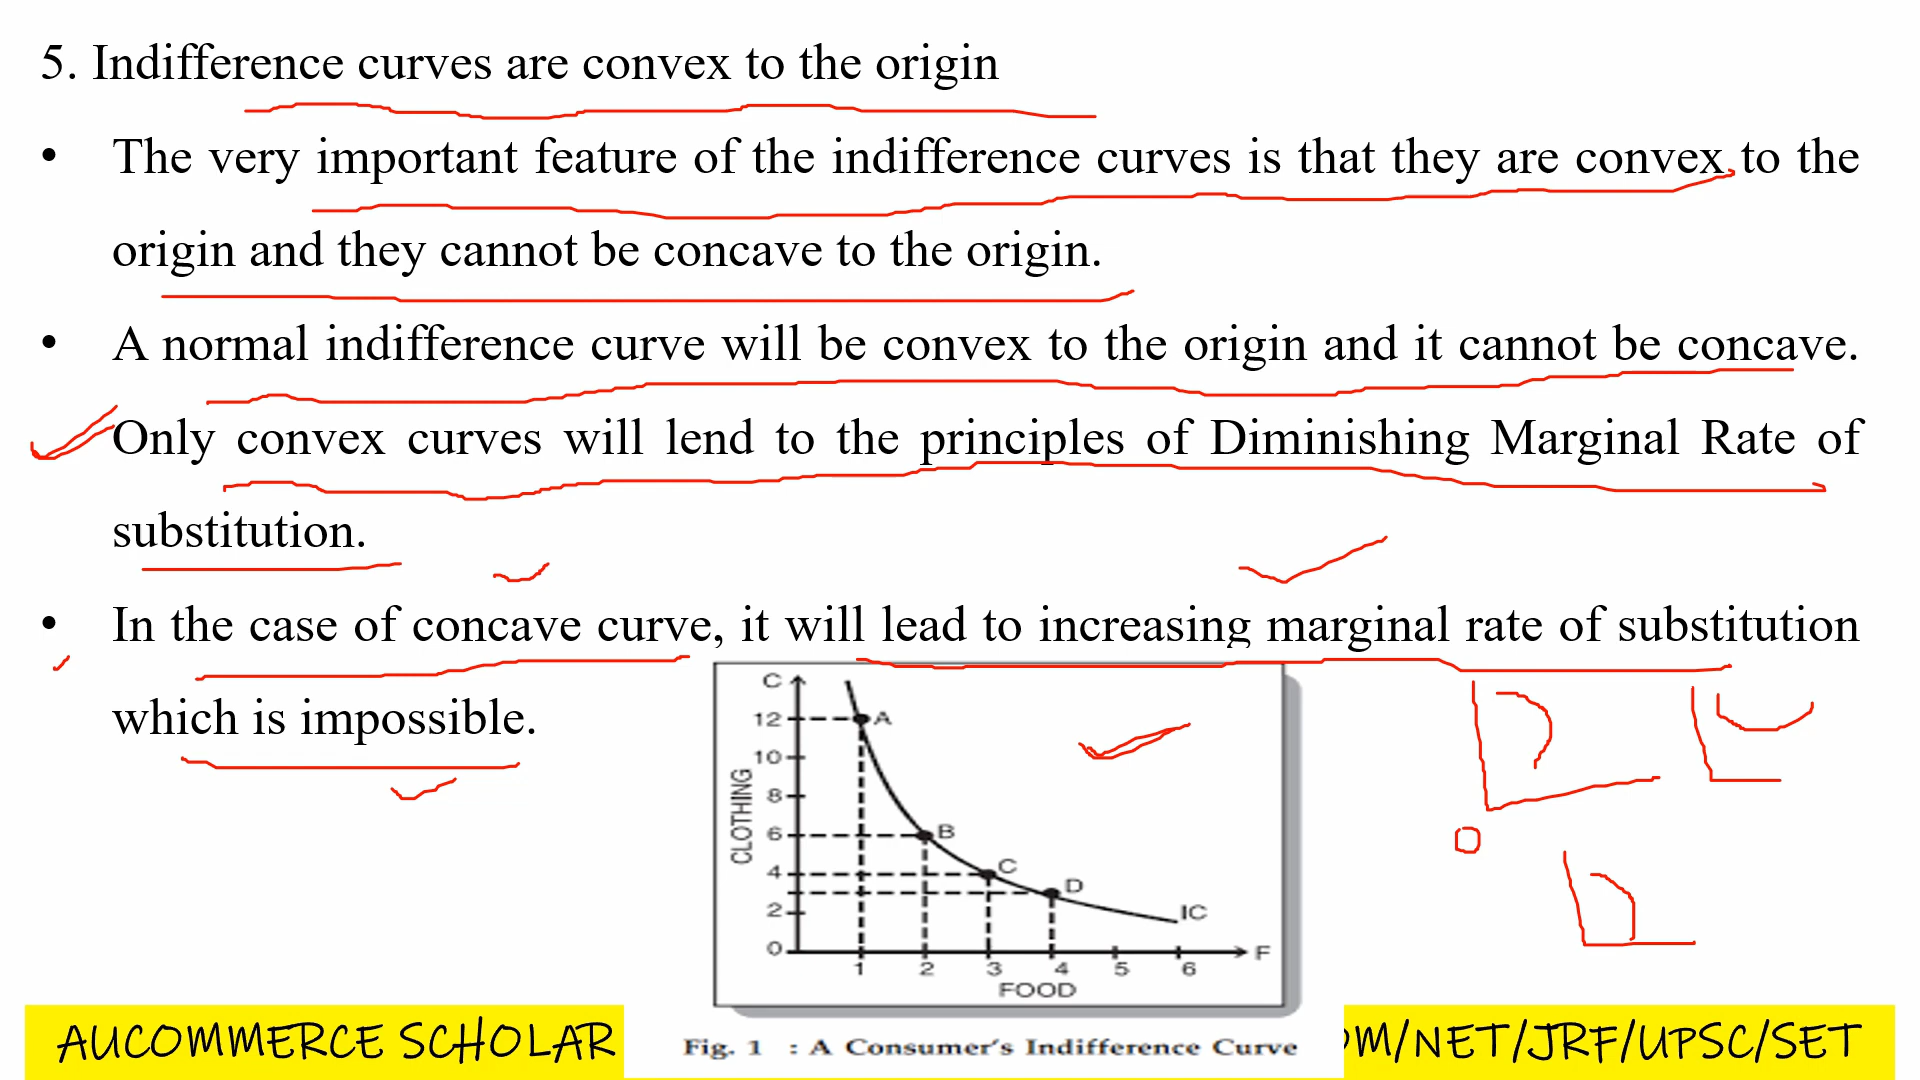 5. Indifference curves are convex to the origin
• The very important feature of the indifference curves is that they are convex to the
origin and they cannot be concave to the origin.
• A normal indifference curve will be convex to the origin and it cannot be concave.
Only convex curves will lend to the principles of Diminishing Marginal Rate of
substitution.
• In the case of concave curve, it will lead to increasing marginal rate of substitution
which is impossible.
C
12
A
10
8
CLOTHING
6
B
4
C
D
2
IC
0
F
1 2 3 4 5 6
FOOD
AUCOMMERCE SCHOLAR
Fig. 1 : A Consumer's Indifference Curve
OM/NET/JRF/UPSC/SET